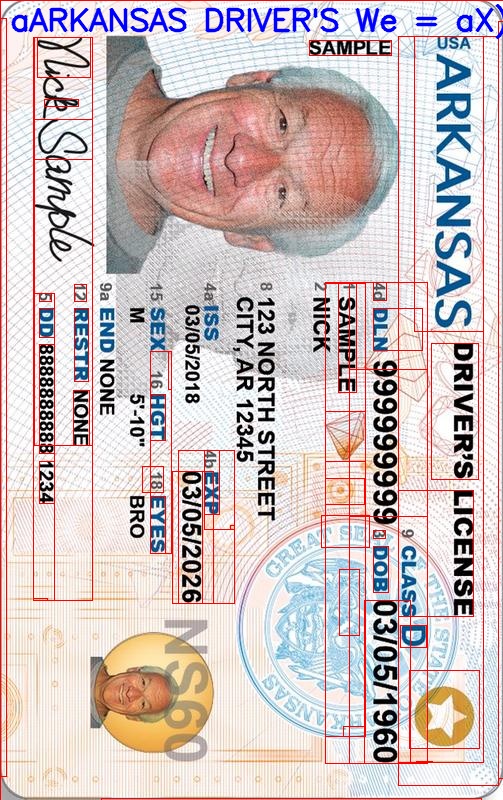 aARKANSAS DRIVER'S We = aX)
SAMPLE
USA
ARKANSAS
DRIVER'S LICENSE
9 CLASS D
4d DLN 9999999999
3 DOB 03/05/1960
1 SAMPLE
2 NICK
8 123 NORTH STREET
CITY, AR 12345
4a ISS
03/05/2018
4b EXP
03/05/2026
15 SEX
M
16 HGT
5'-10"
18 EYES
BRO
9a END NONE
12 RESTR NONE
5 DD 8888888888 1234
Nick Sample
NS60
GREAT SEAL OF THE STATE OF ARKANSAS